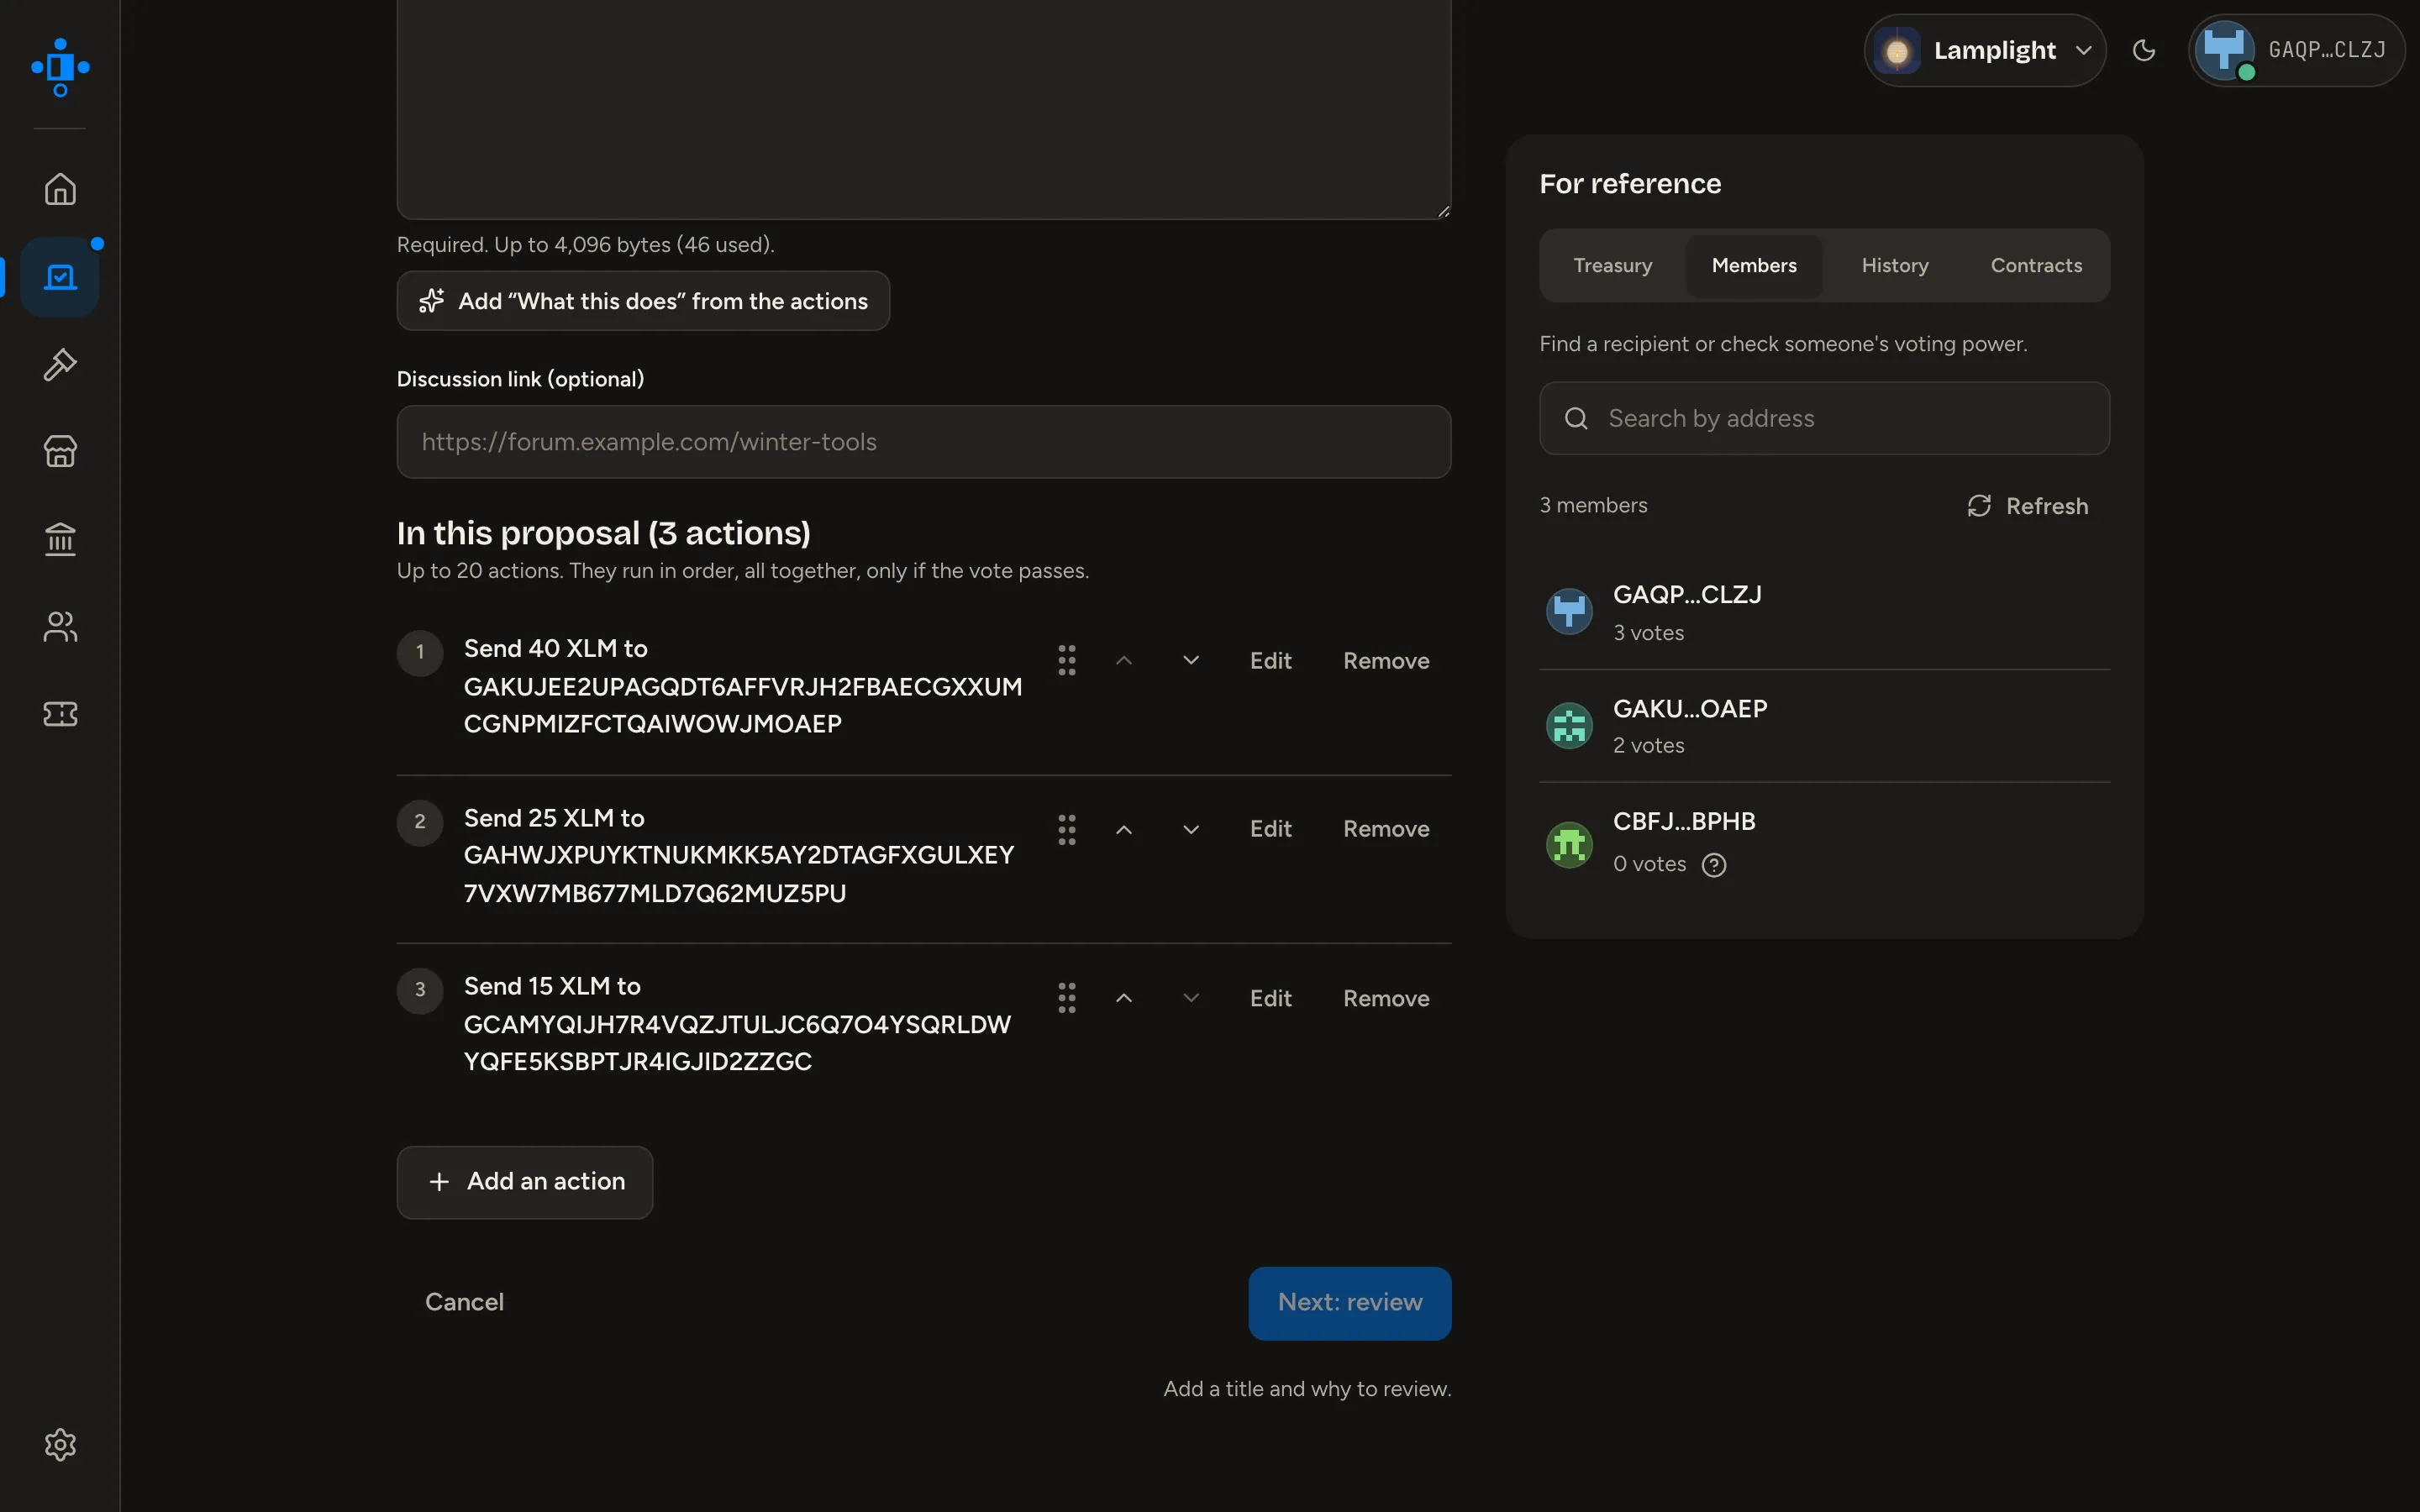 Lamplight
GAQP…CLZJ
Required. Up to 4,096 bytes (46 used).
Add “What this does” from the actions
Discussion link (optional)
https://forum.example.com/winter-tools
In this proposal (3 actions)
Up to 20 actions. They run in order, all together, only if the vote passes.
1
Send 40 XLM to
GAKUJEE2UPAGQDT6AFFVRJH2FBAECGXXUM
CGNPMIZFCTQAIWOWJMOAEP
Edit
Remove
2
Send 25 XLM to
GAHWJXPUYKTNUKMKK5AY2DTAGFXGULXEY
7VXW7MB677MLD7Q62MUZ5PU
Edit
Remove
3
Send 15 XLM to
GCAMYQIJH7R4VQZJTULJC6Q7O4YSQRLDW
YQFE5KSBPTJR4IGJID2ZZGC
Edit
Remove
Add an action
Cancel
Next: review
Add a title and why to review.
For reference
Treasury
Members
History
Contracts
Find a recipient or check someone's voting power.
Search by address
3 members
Refresh
GAQP…CLZJ
3 votes
GAKU…OAEP
2 votes
CBFJ…BPHB
0 votes